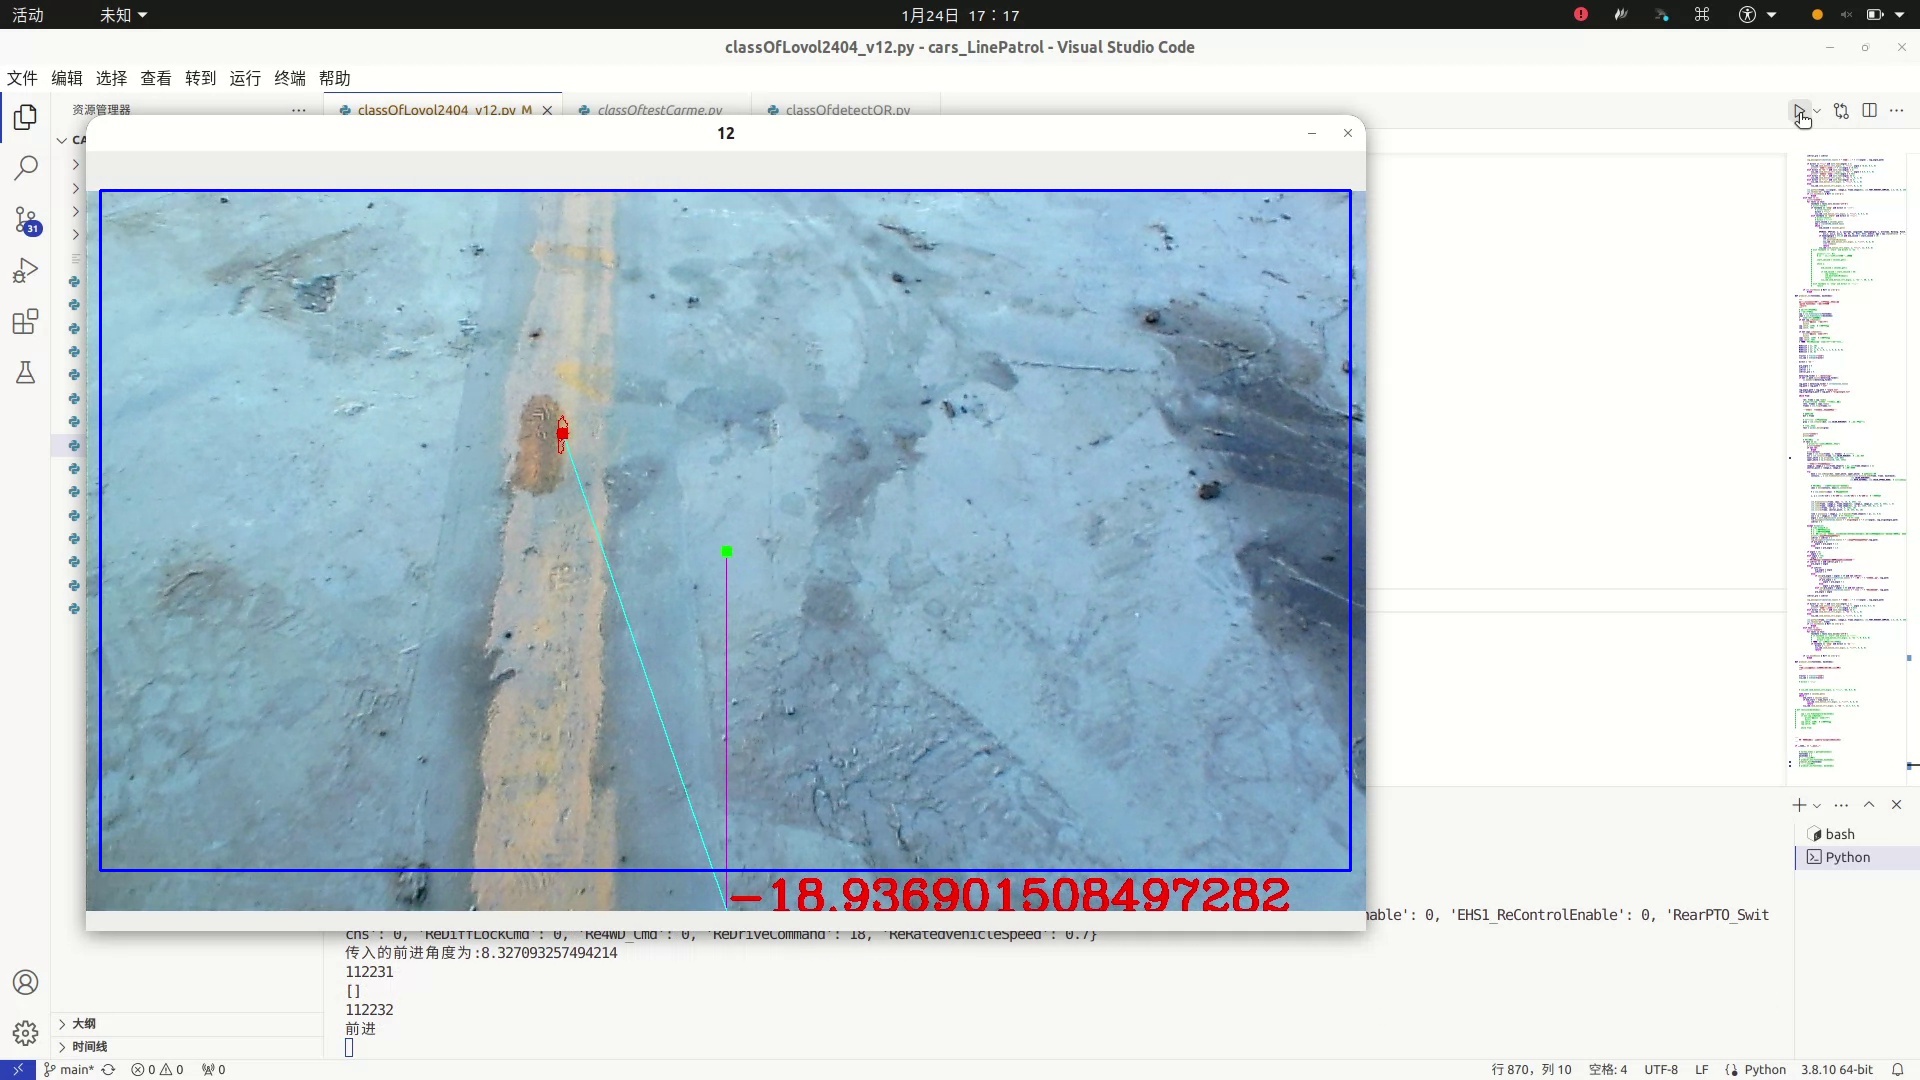 活动
未知
1月24日 17：17
classOfLovol2404_v12.py - cars_LinePatrol - Visual Studio Code
文件 编辑 选择 查看 转到 运行 终端 帮助
资源管理器
classOfLovol2404_v12.py M
classOftestCarme.py
classOfdetectQR.py
CA
12
31
-18.936901508497282
bash
Python
nable': 0, 'EHS1_ReControlEnable': 0, 'RearPTO_Swit
chs': 0, 'ReDiffLockCmd': 0, 'Re4WD_Cmd': 0, 'ReDriveCommand': 18, 'ReRatedVehicleSpeed': 0.7}
传入的前进角度为:8.327093257494214
112231
[]
112232
前进
大纲
时间线
main* 0 0 0
行 870，列 10 空格: 4 UTF-8 LF Python 3.8.10 64-bit